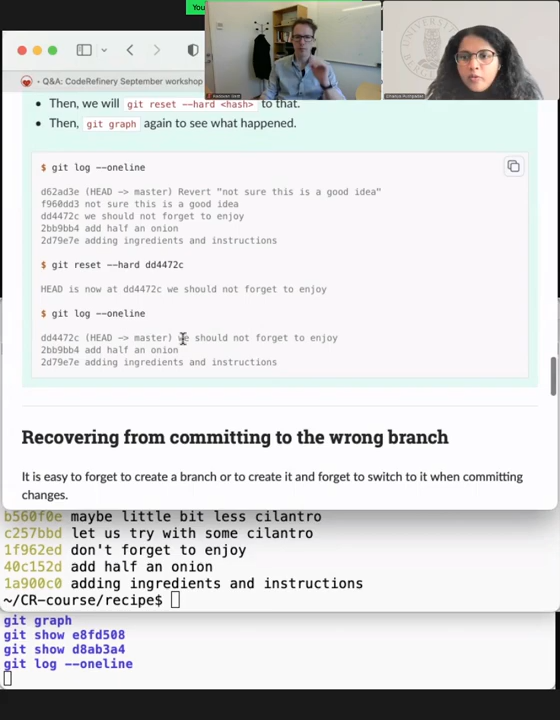 You
Q&A: CodeRefinery September workshop
• Then, we will git reset --hard <hash> to that.
• Then, git graph again to see what happened.
$ git log --oneline
d62ad3e (HEAD -> master) Revert "not sure this is a good idea"
f960dd3 not sure this is a good idea
dd4472c we should not forget to enjoy
2bb9bb4 add half an onion
2d79e7e adding ingredients and instructions
$ git reset --hard dd4472c
HEAD is now at dd4472c we should not forget to enjoy
$ git log --oneline
dd4472c (HEAD -> master) we should not forget to enjoy
2bb9bb4 add half an onion
2d79e7e adding ingredients and instructions
Recovering from committing to the wrong branch
It is easy to forget to create a branch or to create it and forget to switch to it when committing
changes.
b560f0e maybe little bit less cilantro
c257bbd let us try with some cilantro
1f962ed don't forget to enjoy
40c152d add half an onion
1a900c0 adding ingredients and instructions
~/CR-course/recipe$
git graph
git show e8fd508
git show d8ab3a4
git log --oneline